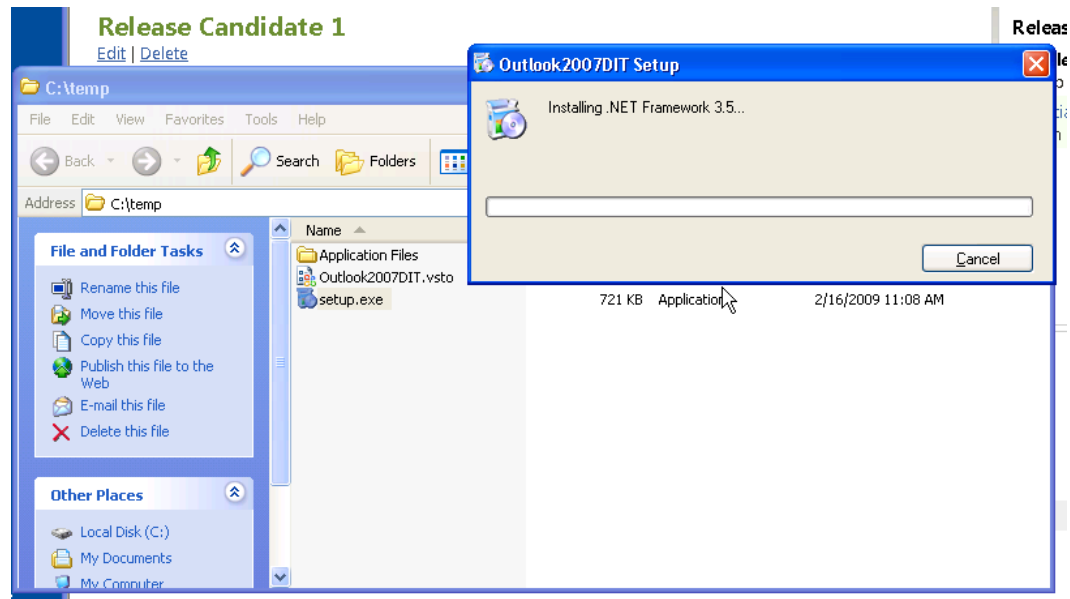 Release Candidate 1
Edit | Delete
Releas
C:\temp
File Edit View Favorites Tools Help
Back Search Folders
Address C:\temp
Outlook2007DIT Setup
Installing .NET Framework 3.5...
Cancel
File and Folder Tasks
Rename this file
Move this file
Copy this file
Publish this file to the
Web
E-mail this file
Delete this file
Other Places
Local Disk (C:)
My Documents
My Computer
Name
Application Files
Outlook2007DIT.vsto
setup.exe 721 KB Application 2/16/2009 11:08 AM